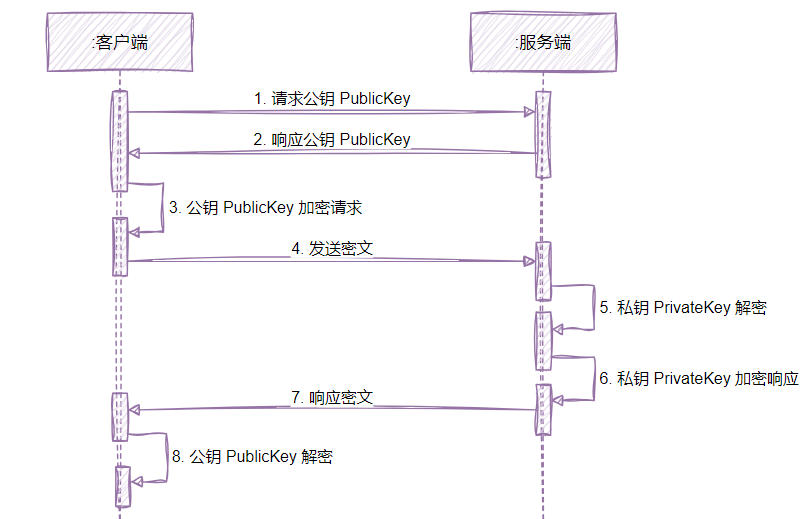 :客户端
:服务端
1. 请求公钥 PublicKey
2. 响应公钥 PublicKey
3. 公钥 PublicKey 加密请求
4. 发送密文
5. 私钥 PrivateKey 解密
6. 私钥 PrivateKey 加密响应
7. 响应密文
8. 公钥 PublicKey 解密